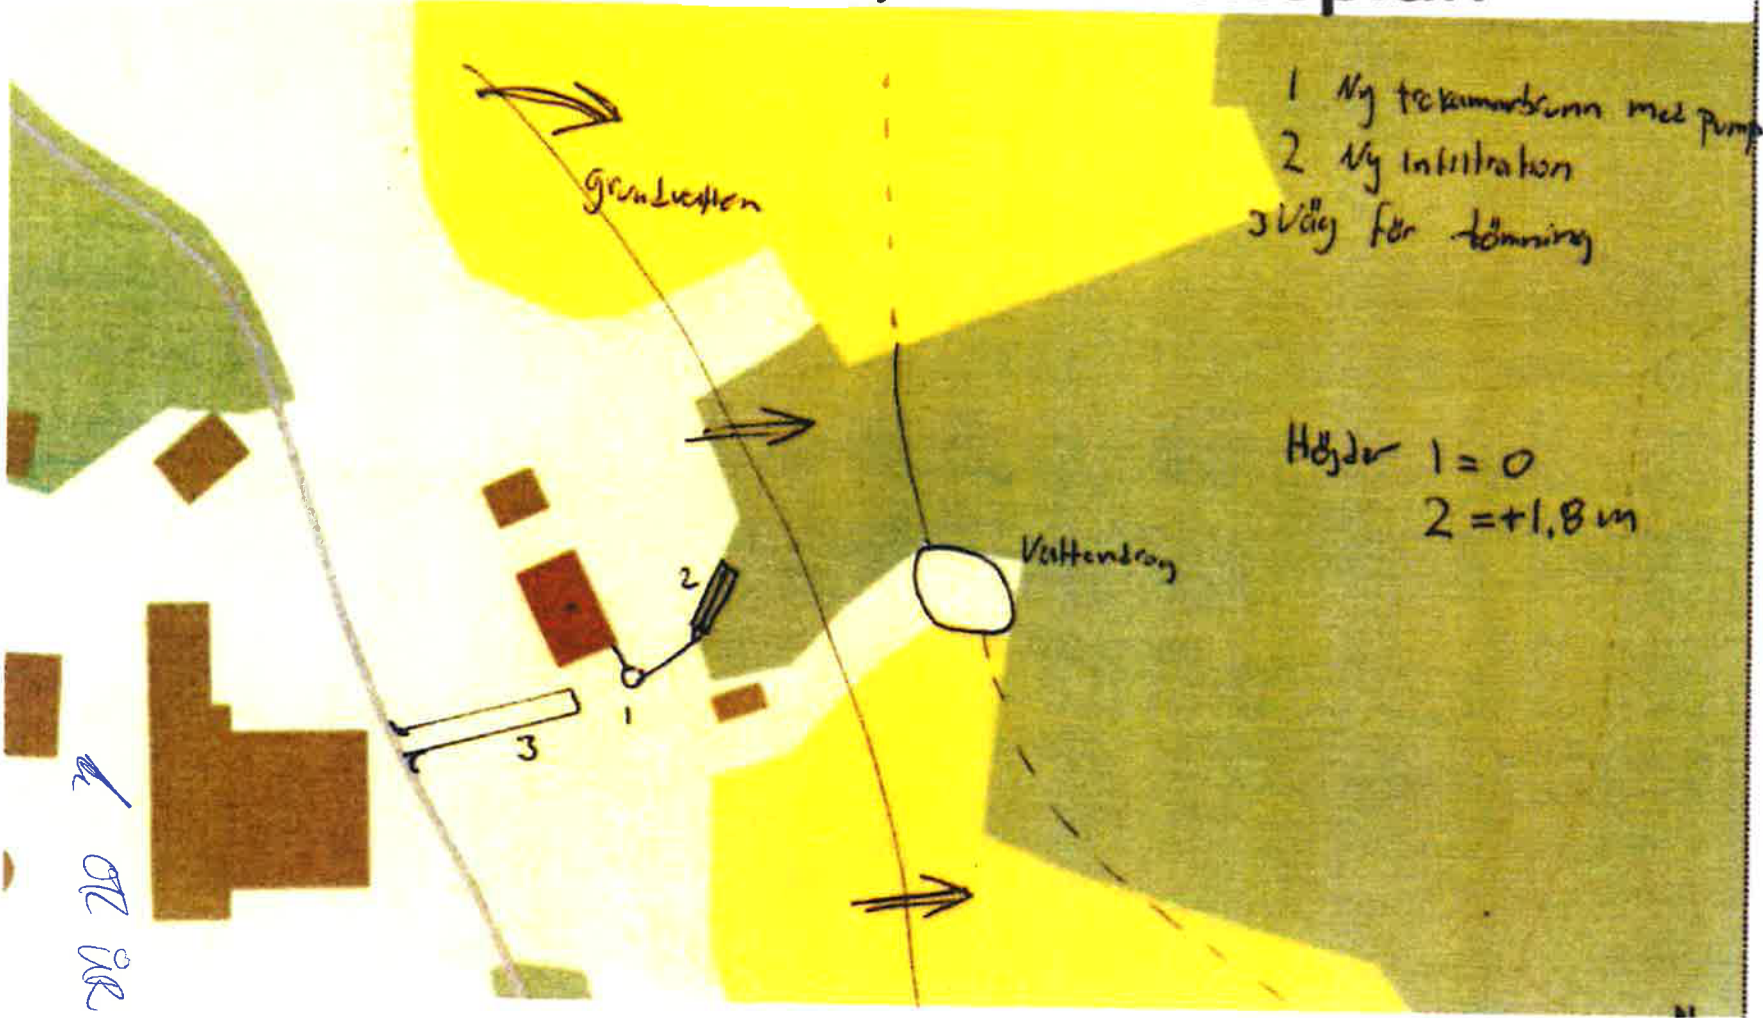 1 Ny trekammarbrunn med pump
2 Ny infiltration
3 Väg för tömning
grundvatten
Höjder 1 = 0
2 = +1,8 m
Vattendrag
2
1
3